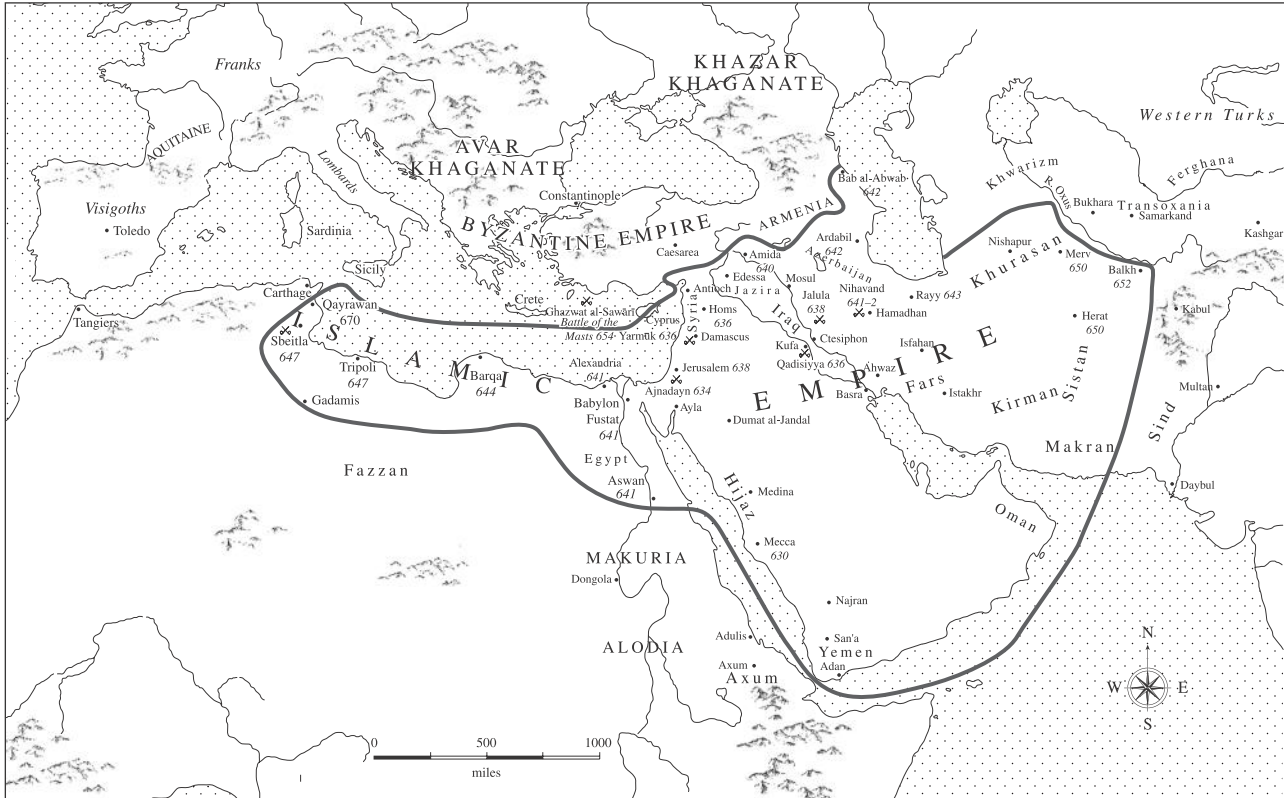 KHAZAR
KHAGANATE
Franks
Western Turks
AQUITAINE
AVAR
KHAGANATE
Lombards
Khwarizm
Ferghana
R. Oxus
Bab al-Abwab
642
Transoxania
Bukhara
Samarkand
Constantinople
Visigoths
Toledo
Sardinia
BYZANTINE EMPIRE
ARMENIA
Caesarea
Ardabil
642
Azerbaijan
Nishapur
Khurasan
Merv
650
Kashgar
Balkh
652
Sicily
Amida
640
Edessa
Jazira
Mosul
Nihavand
641–2
Rayy 643
Carthage
Qayrawan
670
Tangiers
Crete
Ghazwat al-Sawārī
Battle of the
Masts 654
Antioch
Cyprus
Syria
Homs
636
Jalula
638
Hamadhan
Herat
650
Kabul
Sbeitla
647
Yarmūk 636
Damascus
Iraq
Ctesiphon
Kufa
Qadisiyya 636
Isfahan
ISLAMIC EMPIRE
Tripoli
647
Barqa
644
Alexandria
641
Jerusalem 638
Ajnadayn 634
Ayla
Ahwaz
Fars
Basra
Istakhr
Kirman
Sistan
Multan
Gadamis
Babylon
Fustat
641
Dumat al-Jandal
Makran
Sind
Fazzan
Egypt
Aswan
641
Hijaz
Medina
Daybul
Oman
Mecca
630
MAKURIA
Dongola
Najran
ALODIA
Adulis
San'a
Yemen
Adan
Axum
Axum
N
W
E
S
0
500
1000
miles